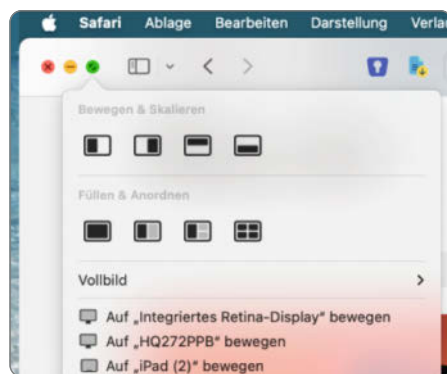 Safari Ablage Bearbeiten Darstellung
Bewegen & Skalieren
Füllen & Anordnen
Vollbild
Auf „Integriertes Retina-Display“ bewegen
Auf „HQ272PPB“ bewegen
Auf „iPad (2)“ bewegen